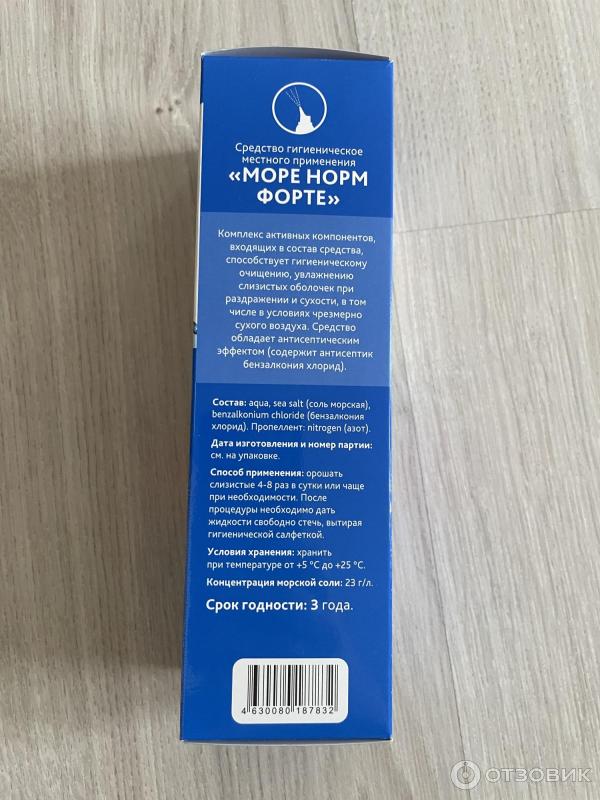 Средство гигиеническое
местного применения
«МОРЕ НОРМ
ФОРТЕ»
Комплекс активных компонентов,
входящих в состав средства,
способствует гигиеническому
очищению, увлажнению
слизистых оболочек при
раздражении и сухости, в том
числе в условиях чрезмерно
сухого воздуха. Средство
обладает антисептическим
эффектом (содержит антисептик
бензалкония хлорид).
Состав: aqua, sea salt (соль морская),
benzalkonium chloride (бензалкония
хлорид). Пропеллент: nitrogen (азот).
Дата изготовления и номер партии:
см. на упаковке.
Способ применения: орошать
слизистые 4-8 раз в сутки или чаще
при необходимости. После
процедуры необходимо дать
жидкости свободно стечь, вытирая
гигиенической салфеткой.
Условия хранения: хранить
при температуре от +5 °C до +25 °C.
Концентрация морской соли: 23 г/л.
Срок годности: 3 года.
4 630080 187832
ОТЗОВИК